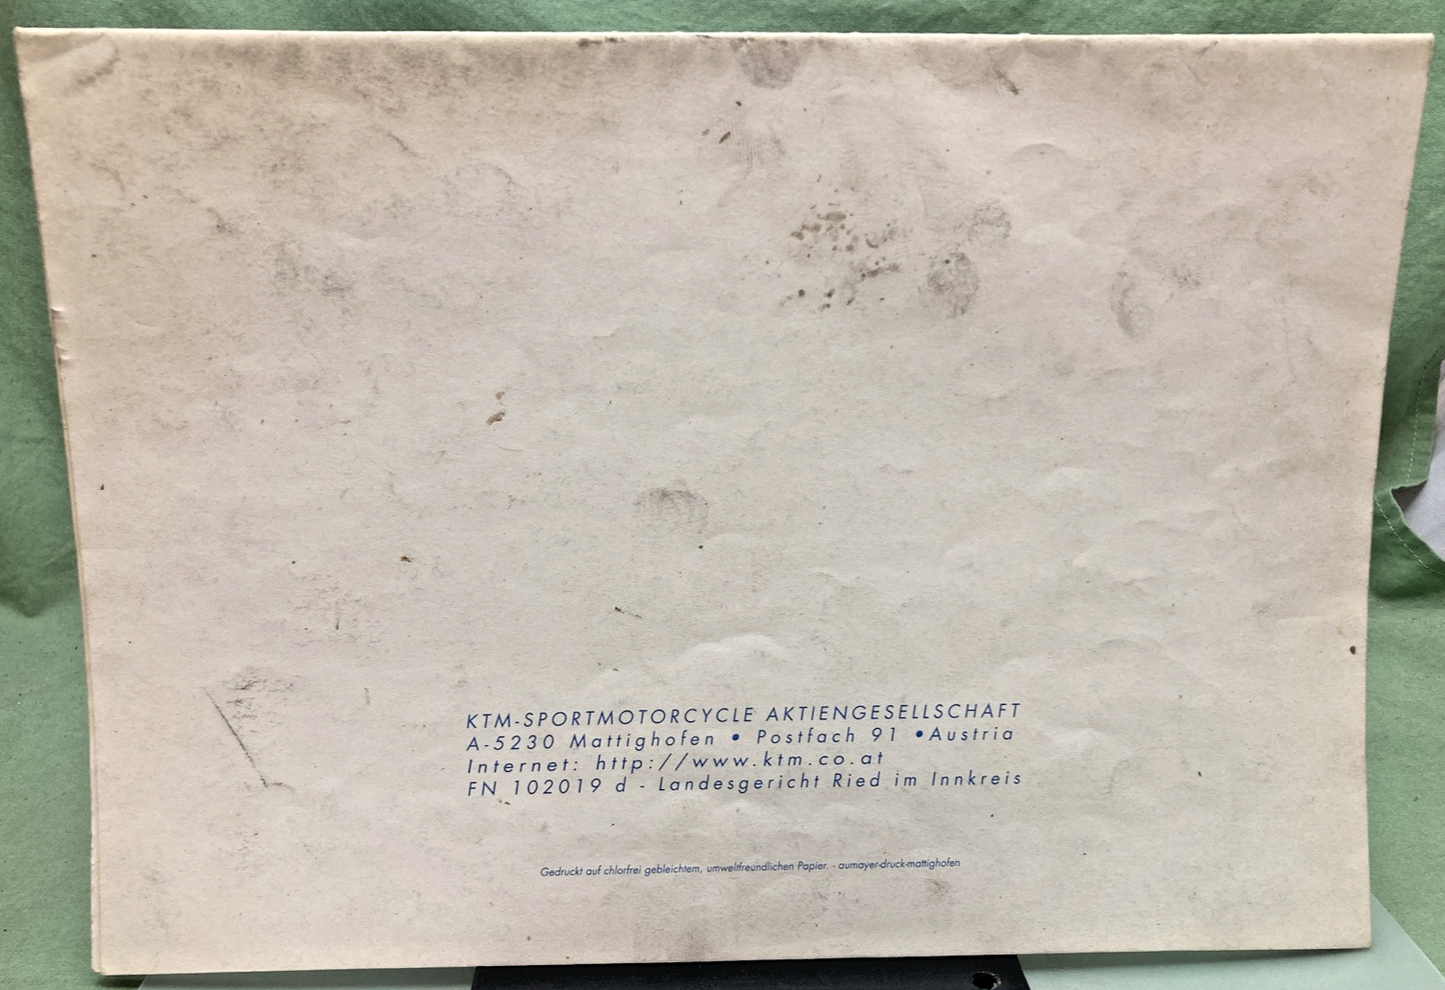 KTM-SPORTMOTORCYCLE AKTIENGESELLSCHAFT
A-5230 Mattighofen • Postfach 91 •Austria
Internet: http://www.ktm.co.at
FN 102019 d - Landesgericht Ried im Innkreis
Gedruckt auf chlorfrei gebleichtem, umweltfreundlichen Papier. - aumayer-druck-mattighofen